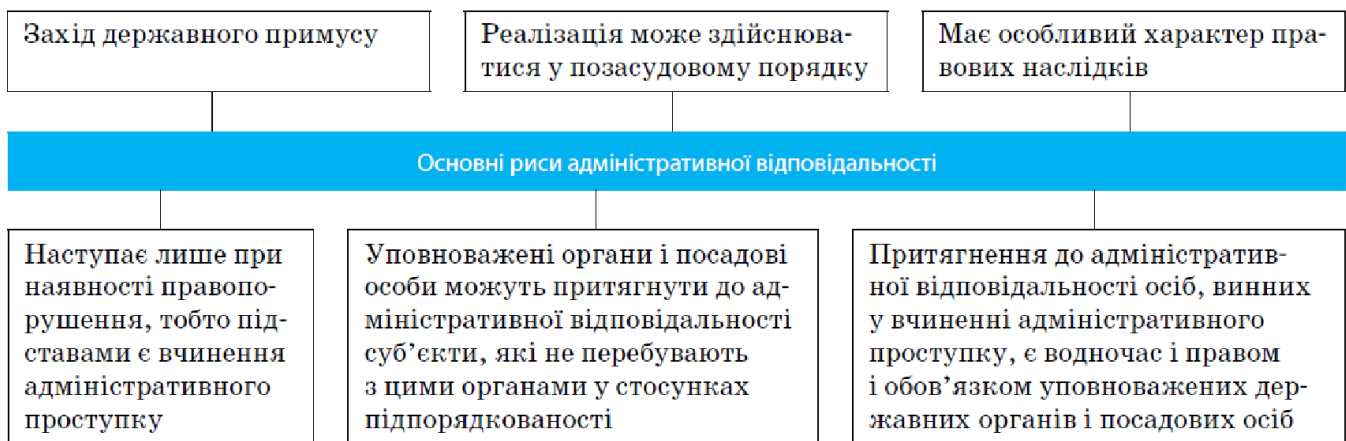 Захід державного примусу
Реалізація може здійснюва-
тися у позасудовому порядку
Має особливий характер пра-
вових наслідків
Основні риси адміністративної відповідальності
Наступає лише при
наявності правопо-
рушення, тобто під-
ставами є вчинення
адміністративного
проступку
Уповноважені органи і посадові
особи можуть притягнути до ад-
міністративної відповідальності
суб’єкти, які не перебувають
з цими органами у стосунках
підпорядкованості
Притягнення до адміністратив-
ної відповідальності осіб, винних
у вчиненні адміністративного
проступку, є водночас і правом
і обов’язком уповноважених дер-
жавних органів і посадових осіб